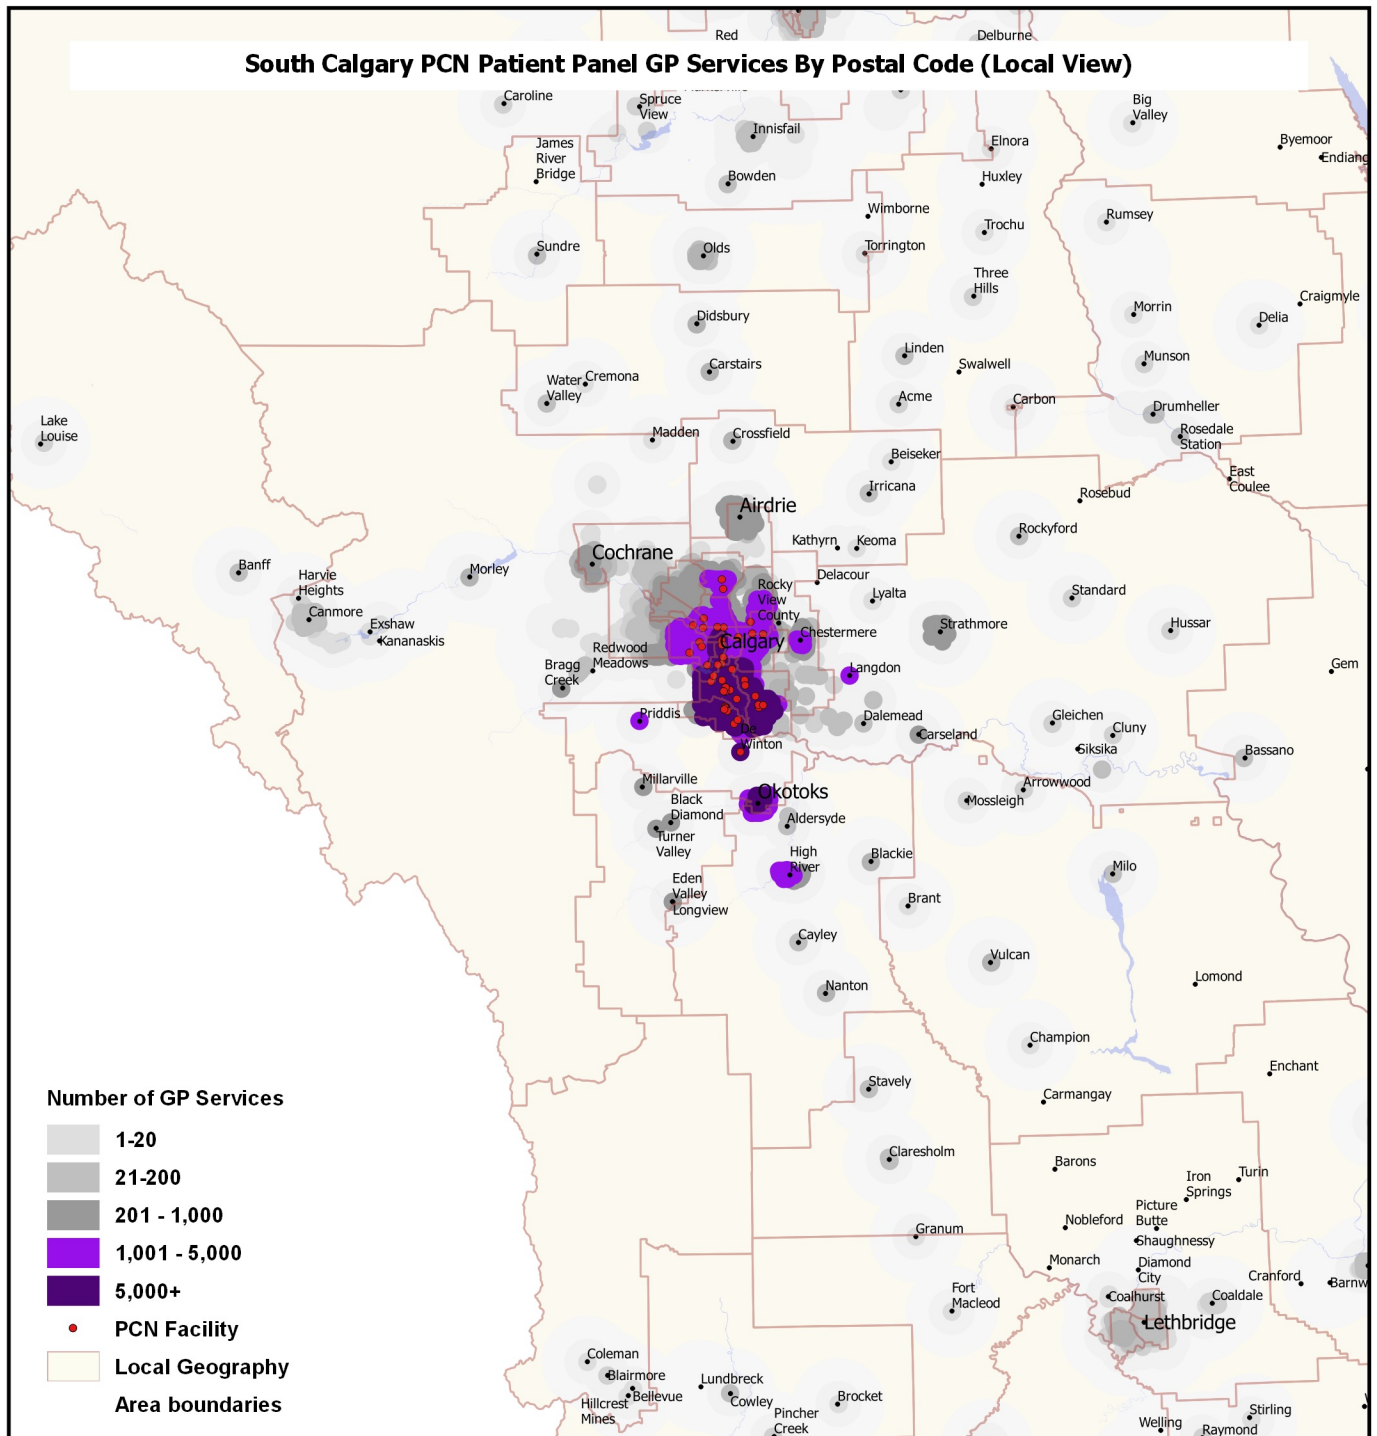 Red
Delburne
South Calgary PCN Patient Panel GP Services By Postal Code (Local View)
Caroline
Spruce
View
Big
Valley
Innisfail
Elnora
Byemoor
Endiang
James
River
Bridge
Bowden
Huxley
Wimborne
Rumsey
Trochu
Sundre
Olds
Torrington
Three
Hills
Craigmyle
Morrin
Delia
Didsbury
Linden
Munson
Carstairs
Swalwell
Water
Valley
Cremona
Acme
Carbon
Drumheller
Lake
Louise
Madden
Crossfield
Rosedale
Station
Beiseker
East
Coulee
Irricana
Rosebud
Airdrie
Rockyford
Kathyrn
Keoma
Cochrane
Banff
Morley
Harvie
Heights
Delacour
Rocky
View
County
Lyalta
Standard
Canmore
Exshaw
Kananaskis
Chestermere
Strathmore
Hussar
Calgary
Redwood
Meadows
Bragg
Creek
Langdon
Gem
Priddis
Dalemead
Gleichen
Cluny
De
Winton
Carseland
Siksika
Bassano
Millarville
Okotoks
Arrowwood
Mossleigh
Black
Diamond
Aldersyde
Turner
Valley
High
River
Blackie
Milo
Eden
Valley
Longview
Brant
Cayley
Vulcan
Nanton
Lomond
Champion
Enchant
Stavely
Carmangay
Number of GP Services
1-20
21-200
201 - 1,000
1,001 - 5,000
5,000+
PCN Facility
Local Geography
Area boundaries
Claresholm
Barons
Iron
Springs
Turin
Picture
Butte
Granum
Nobleford
Shaughnessy
Monarch
Diamond
City
Cranford
Barnw
Fort
Macleod
Coalhurst
Coaldale
Lethbridge
Coleman
Blairmore
Bellevue
Hillcrest
Mines
Lundbreck
Cowley
Brocket
Pincher
Creek
Stirling
Welling
Raymond